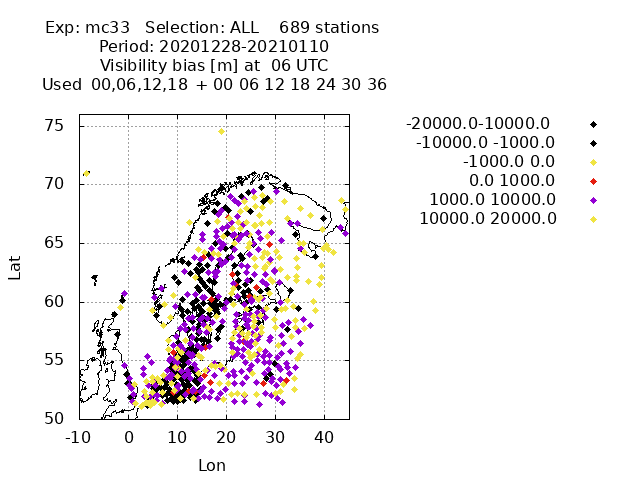 Exp: mc33 Selection: ALL 689 stations
Period: 20201228-20210110
Visibility bias [m] at 06 UTC
Used 00,06,12,18 + 00 06 12 18 24 30 36
-20000.0-10000.0
-10000.0 -1000.0
-1000.0 0.0
0.0 1000.0
1000.0 10000.0
10000.0 20000.0
75
70
65
60
55
50
Lat
-10 0 10 20 30 40
Lon